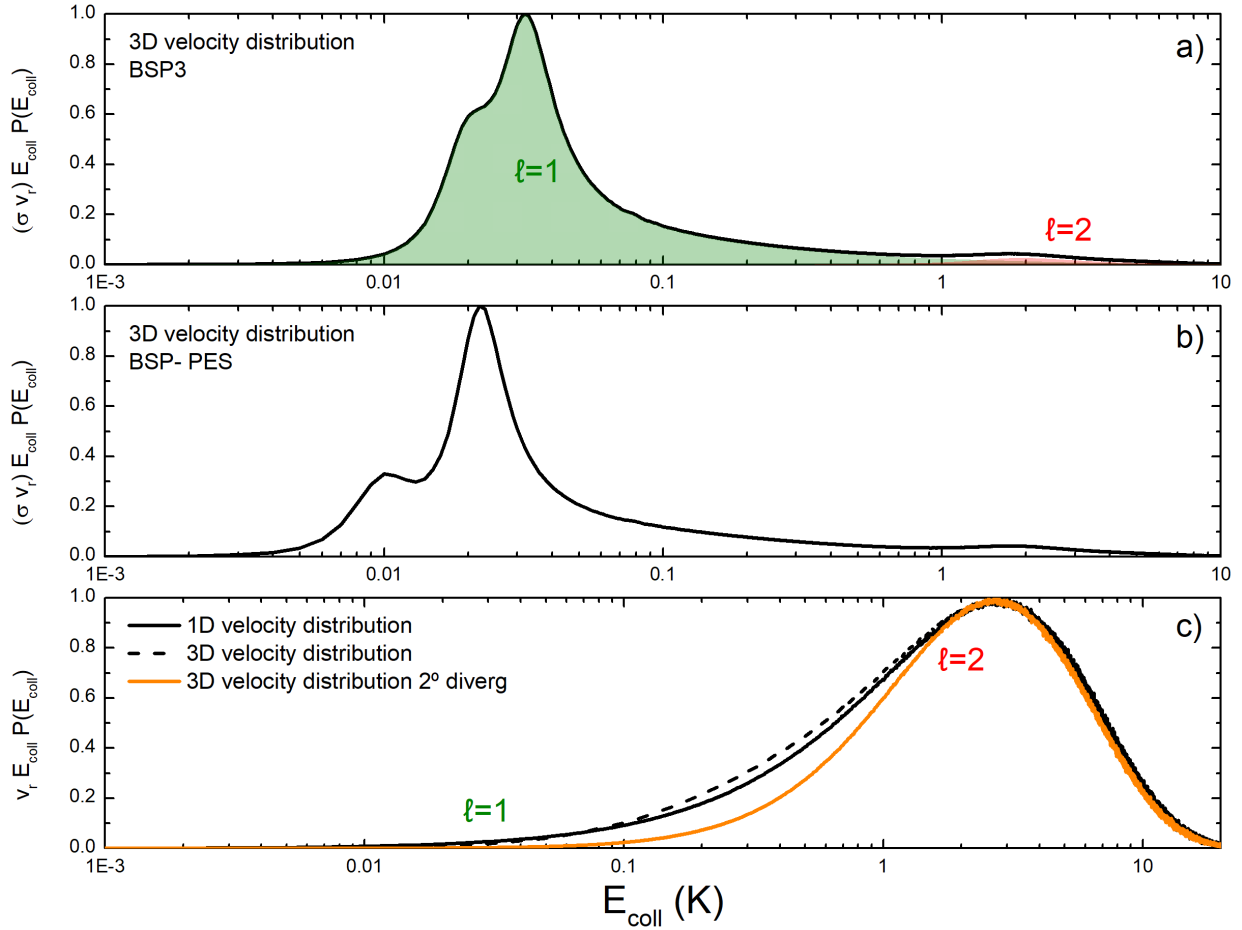 1.0
3D velocity distribution
BSP3
a)
0.8
0.6
0.4
0.2
0.0
(σ v_r) E_coll P(E_coll)
ℓ=1
ℓ=2
1E-3
0.01
0.1
1
10
1.0
3D velocity distribution
BSP- PES
b)
0.8
0.6
0.4
0.2
0.0
(σ v_r) E_coll P(E_coll)
1E-3
0.01
0.1
1
10
1.0
1D velocity distribution
3D velocity distribution
3D velocity distribution 2º diverg
c)
0.8
0.6
0.4
0.2
0.0
v_r E_coll P(E_coll)
ℓ=2
ℓ=1
1E-3
0.01
0.1
1
10
E_coll (K)